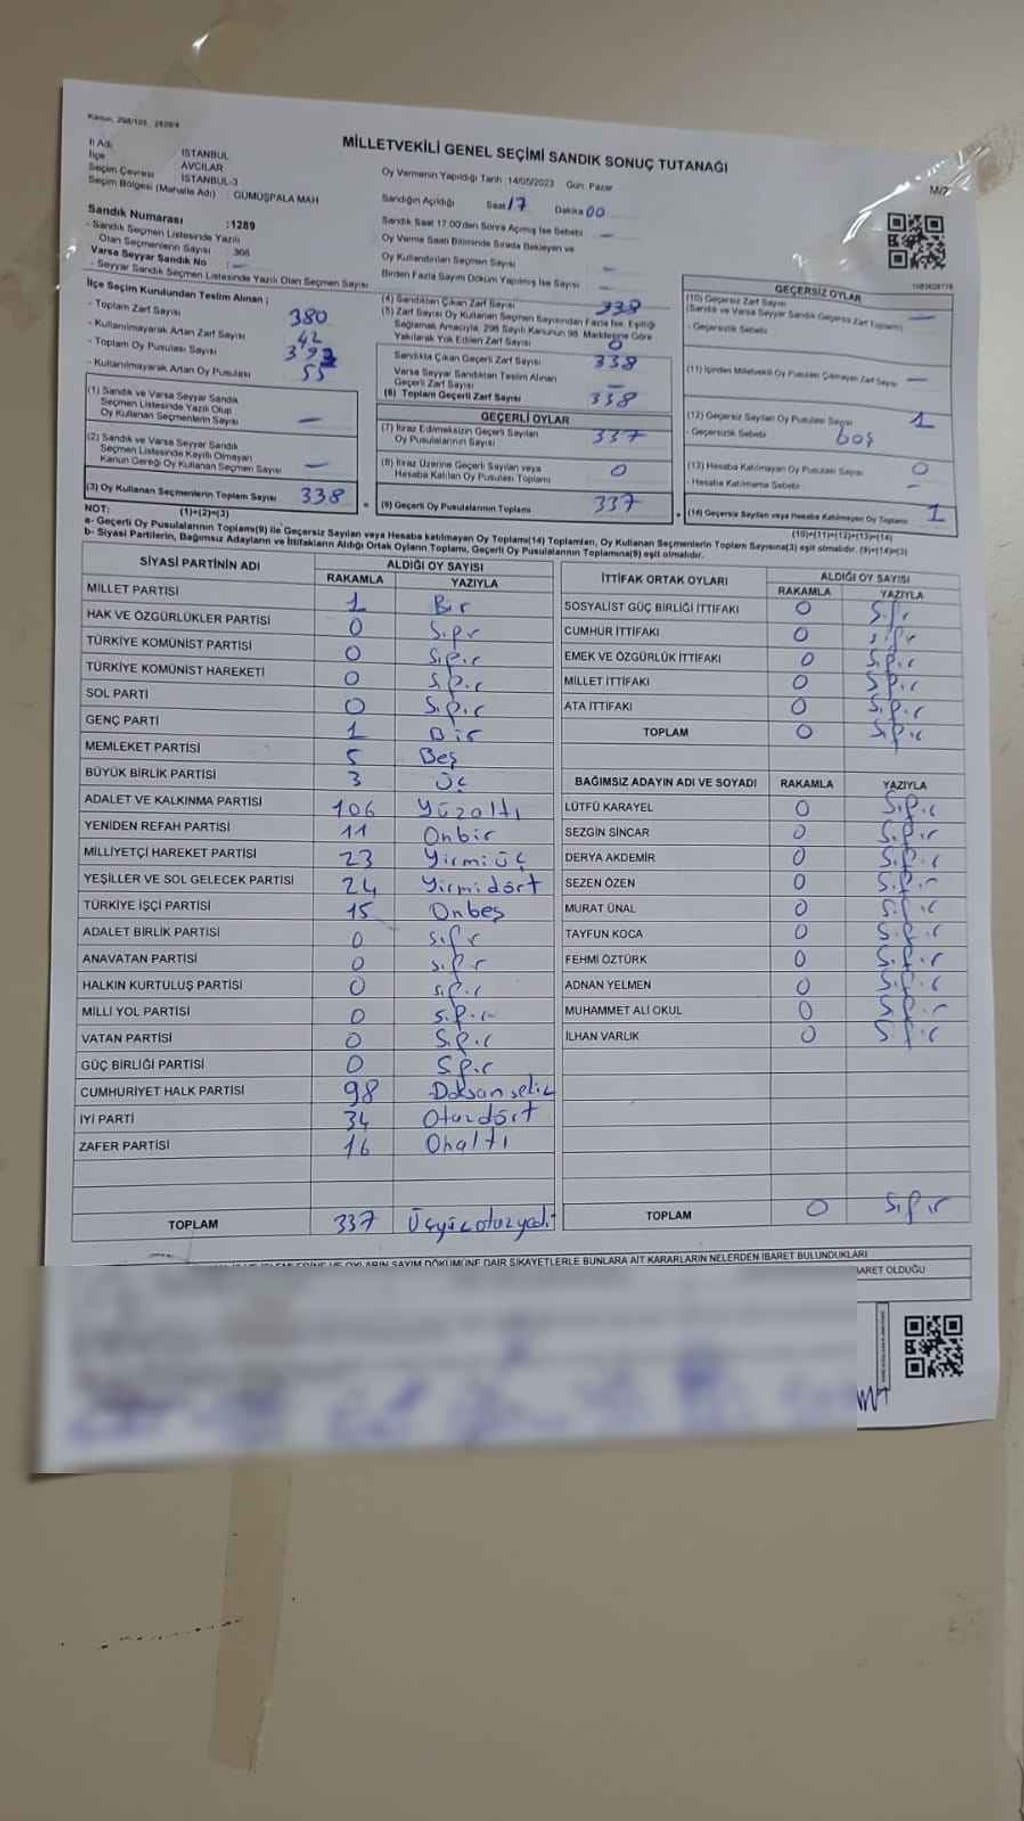 MİLLETVEKİLİ GENEL SEÇİMİ SANDIK SONUÇ TUTANAĞI
İl Adı : İSTANBUL
İlçe : AVCILAR
Seçim Çevresi : İSTANBUL-3
Seçim Bölgesi (Mahalle Adı) : GÜMÜŞPALA MAH
Oy Vermenin Yapıldığı Tarih :14/05/2023 Gün: Pazar
Sandığın Açıldığı Saat 17 Dakika 00
Sandık Numarası :1289
- Sandık Seçmen Listesinde Yazılı
Olan Seçmenlerin Sayısı
Varsa Seyyar Sandık No : —
- Seyyar Sandık Seçmen Listesinde Yazılı Olan Seçmen Sayısı
Sandık Saat 17.00'den Sonra Açılmış İse Sebebi —
Oy Verme Saati Bitiminde Sırada Bekleyen ve
Oy Kullandırılan Seçmen Sayısı —
Birden Fazla Sayım Döküm Yapılmış İse Sayısı —
İlçe Seçim Kurulundan Teslim Alınan ;
- Toplam Zarf Sayısı 380
- Kullanılmayarak Artan Zarf Sayısı 42
- Toplam Oy Pusulası Sayısı
- Kullanılmayarak Artan Oy Pusulası 55
(1) Sandık ve Varsa Seyyar Sandık
Seçmen Listesinde Yazılı Olup
Oy Kullanan Seçmenlerin Sayısı —
(2) Sandık ve Varsa Seyyar Sandık
Seçmen Listesinde Kayıtlı Olmayan
Kanun Gereği Oy Kullanan Seçmen Sayısı —
(3) Oy Kullanan Seçmenlerin Toplam Sayısı 338
(4) Sandıktan Çıkan Zarf Sayısı 338
(5) Zarf Sayısı Oy Kullanan Seçmen Sayısından Fazla İse, Eşitliği
Sağlamak Amacıyla, 298 Sayılı Kanunun 98. Maddesine Göre
Yakılarak Yok Edilen Zarf Sayısı 0
Sandıkta Çıkan Geçerli Zarf Sayısı 338
Varsa Seyyar Sandıktan Teslim Alınan
Geçerli Zarf Sayısı —
(6) Toplam Geçerli Zarf Sayısı 338
GEÇERLİ OYLAR
(7) İtiraz Edilmeksizin Geçerli Sayılan
Oy Pusulalarının Sayısı 337
(8) İtiraz Üzerine Geçerli Sayılan veya
Hesaba Katılan Oy Pusulası Toplamı 0
(9) Geçerli Oy Pusulalarının Toplamı 337
GEÇERSİZ OYLAR
(10) Geçersiz Zarf Sayısı
(Sandık ve Varsa Seyyar Sandık Geçersiz Zarf Toplamı) —
- Geçersizlik Sebebi
(11) İçinden Milletvekili Oy Pusulası Çıkmayan Zarf Sayısı —
(12) Geçersiz Sayılan Oy Pusulası Sayısı 1
- Geçersizlik Sebebi boş
(13) Hesaba Katılmayan Oy Pusulası Sayısı 0
- Hesaba Katılmama Sebebi —
(14) Geçersiz Sayılan veya Hesaba Katılmayan Oy Toplamı 1
NOT: (1)+(2)=(3) (10)+(11)+(12)+(13)=(14)
a- Geçerli Oy Pusulalarının Toplamı(9) ile Geçersiz Sayılan veya Hesaba katılmayan Oy Toplamı(14) Toplamları, Oy Kullanan Seçmenlerin Toplam Sayısına(3) eşit olmalıdır. (9)+(14)=(3)
b- Siyasi Partilerin, Bağımsız Adayların ve İttifakların Aldığı Ortak Oyların Toplamı, Geçerli Oy Pusulalarının Toplamına(9) eşit olmalıdır.
SİYASİ PARTİNİN ADI ALDIĞI OY SAYISI
RAKAMLA YAZIYLA
MİLLET PARTİSİ 1 Bir
HAK VE ÖZGÜRLÜKLER PARTİSİ 0 Sıfır
TÜRKİYE KOMÜNİST PARTİSİ 0 Sıfır
TÜRKİYE KOMÜNİST HAREKETİ 0 Sıfır
SOL PARTİ 0 Sıfır
GENÇ PARTİ 1 Bir
MEMLEKET PARTİSİ 5 Beş
BÜYÜK BİRLİK PARTİSİ 3 Üç
ADALET VE KALKINMA PARTİSİ 106 Yüzaltı
YENİDEN REFAH PARTİSİ 11 Onbir
MİLLİYETÇİ HAREKET PARTİSİ 23 Yirmiüç
YEŞİLLER VE SOL GELECEK PARTİSİ 24 Yirmidört
TÜRKİYE İŞÇİ PARTİSİ 15 Onbeş
ADALET BİRLİK PARTİSİ 0 Sıfır
ANAVATAN PARTİSİ 0 Sıfır
HALKIN KURTULUŞ PARTİSİ 0 Sıfır
MİLLİ YOL PARTİSİ 0 Sıfır
VATAN PARTİSİ 0 Sıfır
GÜÇ BİRLİĞİ PARTİSİ 0 Sıfır
CUMHURİYET HALK PARTİSİ 98 Doksansekiz
İYİ PARTİ 34 Otuzdört
ZAFER PARTİSİ 16 Onaltı
TOPLAM 337 Üçyüzotuzyedi
İTTİFAK ORTAK OYLARI ALDIĞI OY SAYISI
RAKAMLA YAZIYLA
SOSYALİST GÜÇ BİRLİĞİ İTTİFAKI 0 Sıfır
CUMHUR İTTİFAKI 0 Sıfır
EMEK VE ÖZGÜRLÜK İTTİFAKI 0 Sıfır
MİLLET İTTİFAKI 0 Sıfır
ATA İTTİFAKI 0 Sıfır
TOPLAM 0 Sıfır
BAĞIMSIZ ADAYIN ADI VE SOYADI RAKAMLA YAZIYLA
LÜTFÜ KARAYEL 0 Sıfır
SEZGİN SİNCAR 0 Sıfır
DERYA AKDEMİR 0 Sıfır
SEZEN ÖZEN 0 Sıfır
MURAT ÜNAL 0 Sıfır
TAYFUN KOCA 0 Sıfır
FEHMİ ÖZTÜRK 0 Sıfır
ADNAN YELMEN 0 Sıfır
MUHAMMET ALİ OKUL 0 Sıfır
İLHAN VARLIK 0 Sıfır
TOPLAM 0 Sıfır
SAYIM DÖKÜMÜNE DAİR ŞİKAYETLERLE BUNLARA AİT KARARLARIN NELERDEN İBARET BULUNDUKLARI
OLDUĞU